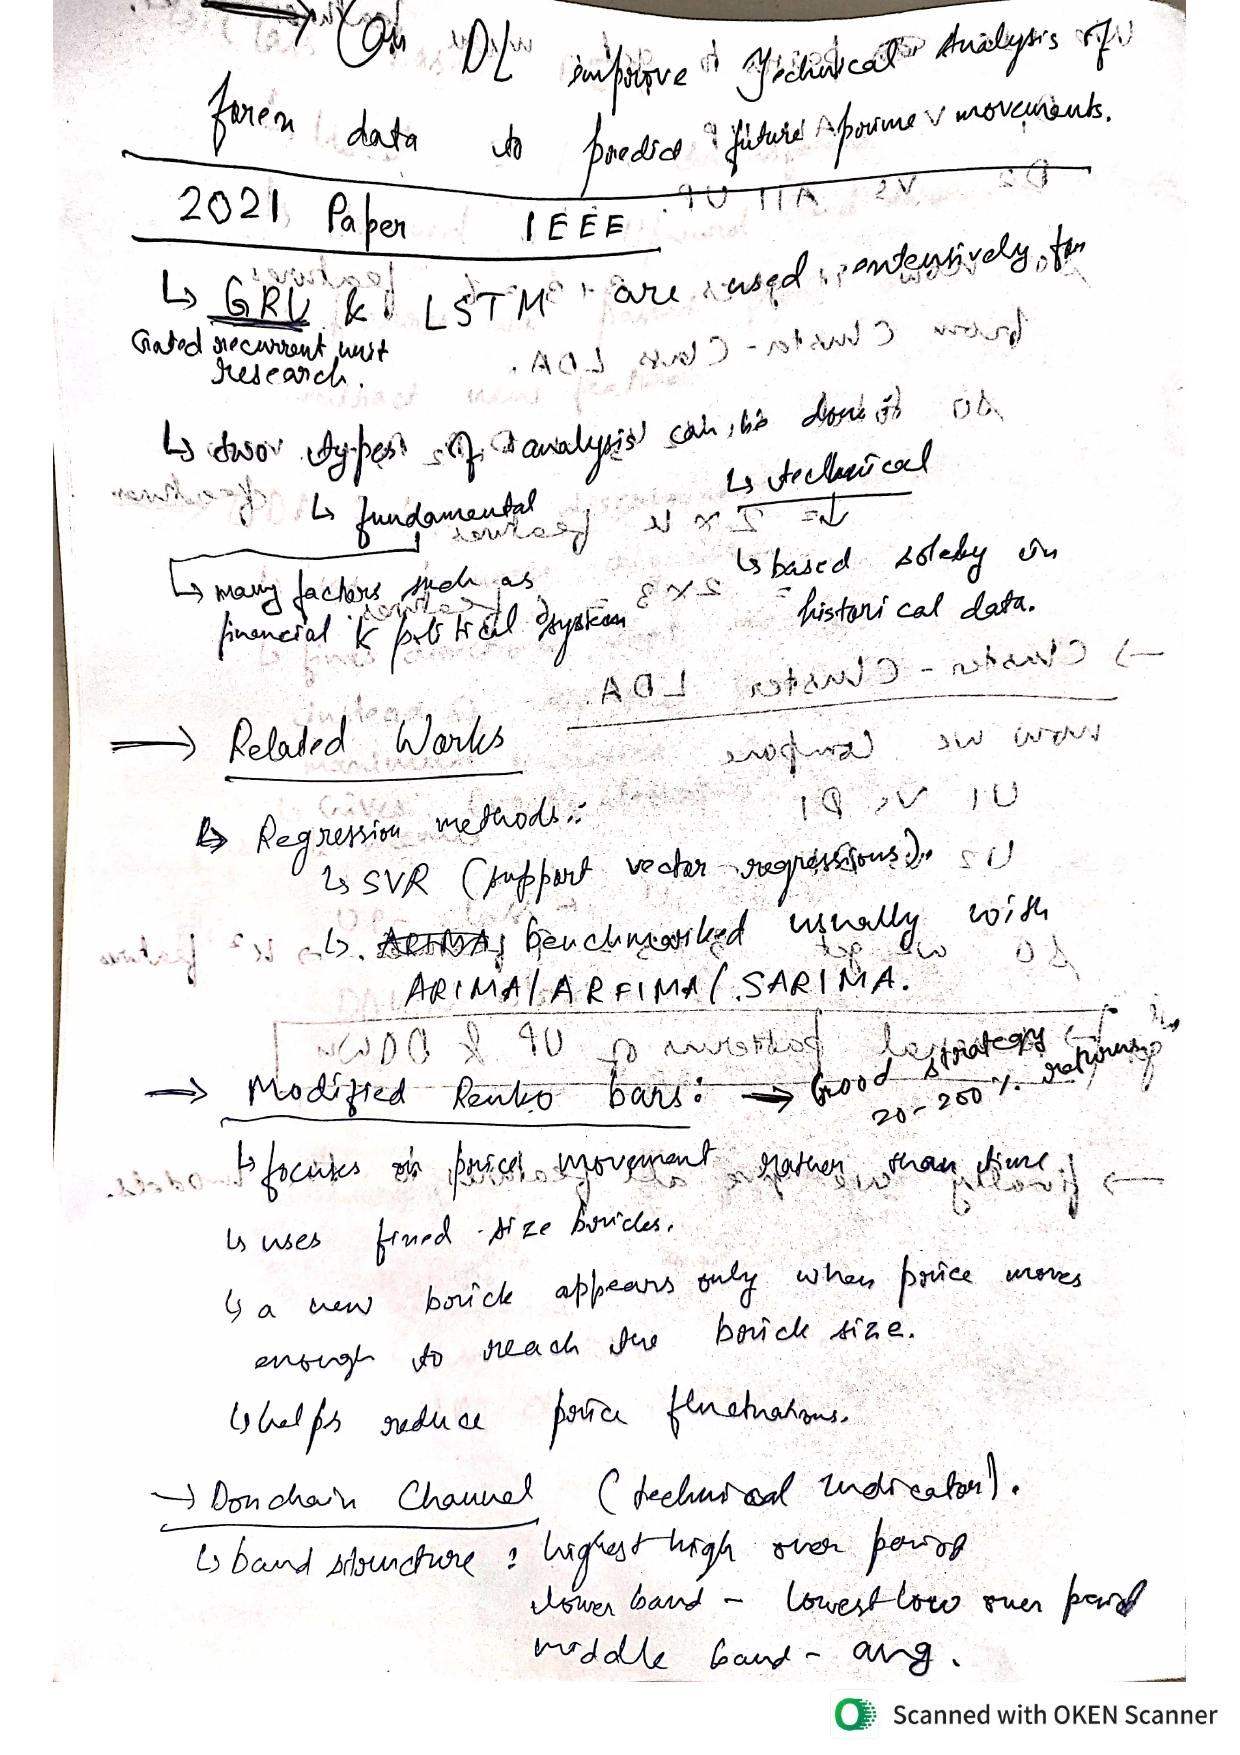 → Can DL improve Technical Analysis of
forex data to predict future price movements.
2021 Paper IEEE
↳ GRU & LSTM are used extensively for
Gated recurrent unit
research.
↳ two types of analysis can be done
↳ fundamental
↳ technical
↳ many factors such as
financial & political system
↳ based solely on
historical data.
→ Related Works
↳ Regression methods:
↳ SVR (support vector regressions).
↳ ARIMA benchmarked usually with
ARIMA/ARFIMA/SARIMA.
→ Modified Renko bars: → Good strategy
20-200% returns
↳ focuses on price movement rather than time
↳ uses fixed size bricks.
↳ a new brick appears only when price moves
enough to reach the brick size.
↳ helps reduce price fluctuations.
→ Donchain Channel (technical indicator).
↳ band structure : highest high over period
lower band - lowest low over period
middle band - avg.
Scanned with OKEN Scanner